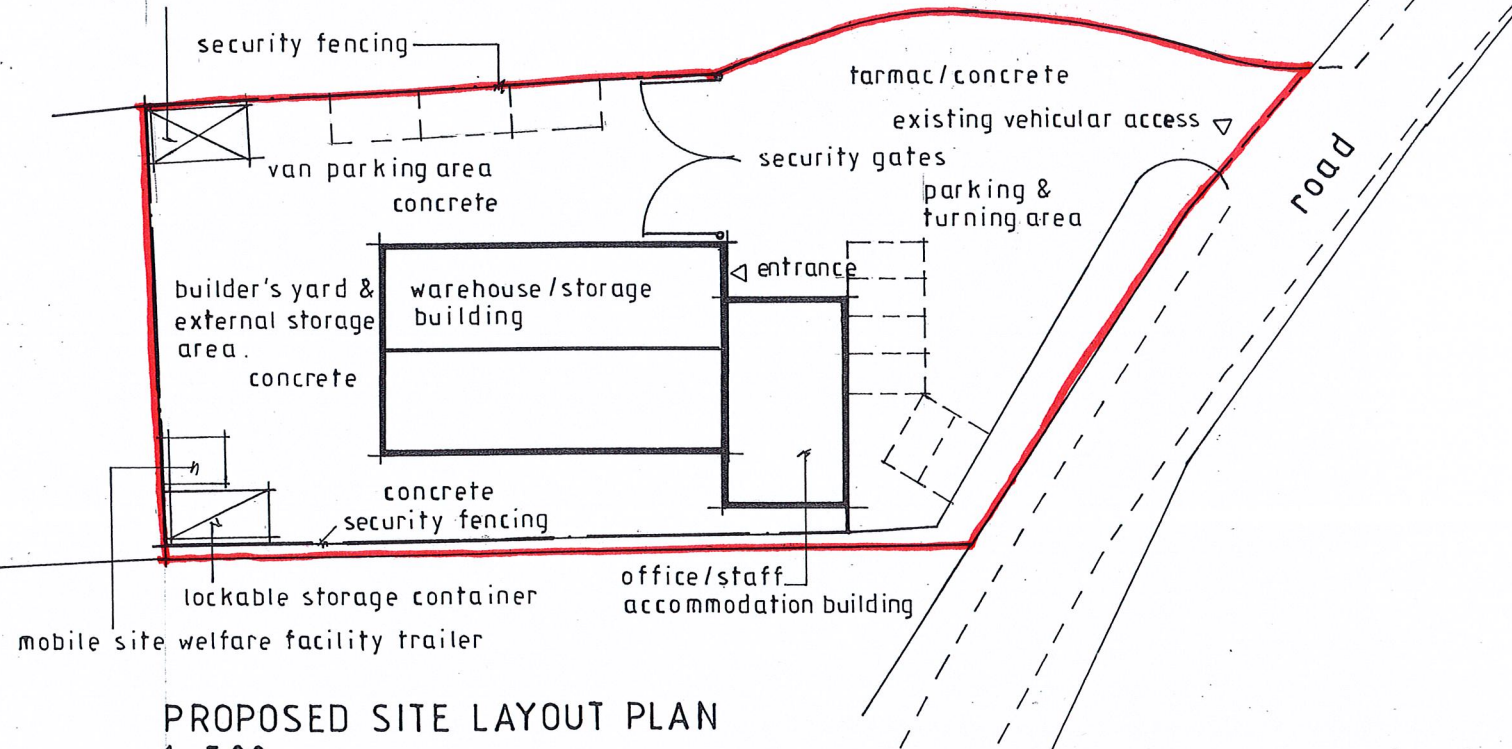 security fencing
tarmac/concrete
existing vehicular access
road
van parking area
concrete
security gates
parking &
turning area
entrance
builder's yard &
external storage
area.
concrete
warehouse/storage
building
concrete
security fencing
office/staff
accommodation building
lockable storage container
mobile site welfare facility trailer
PROPOSED SITE LAYOUT PLAN